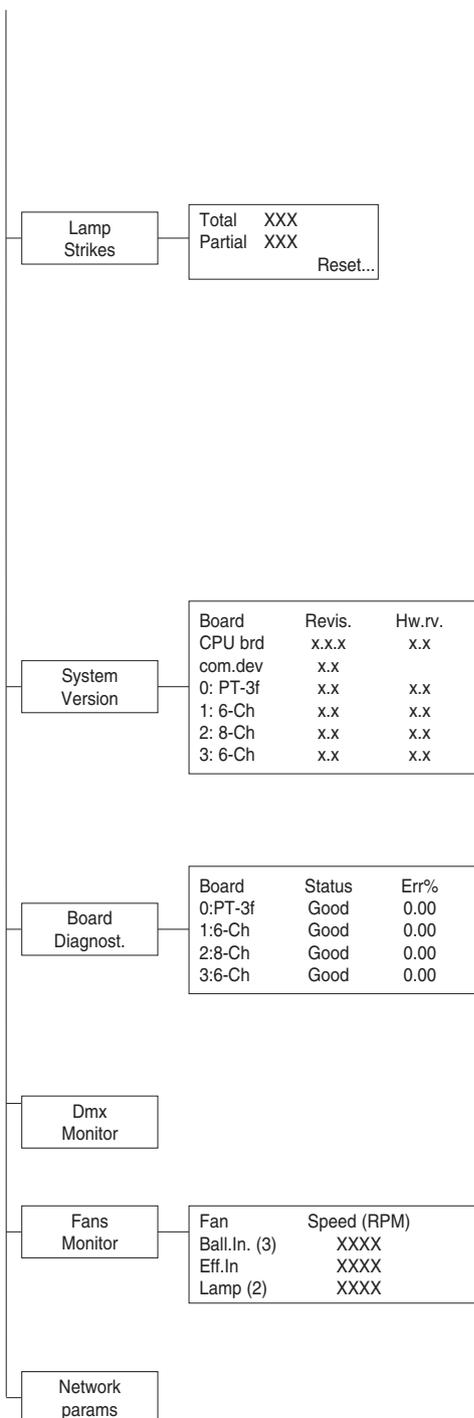 Lamp
Strikes
Total XXX
Partial XXX
Reset...
System
Version
Board Revis. Hw.rv.
CPU brd x.x.x x.x
com.dev x.x
0: PT-3f x.x x.x
1: 6-Ch x.x x.x
2: 8-Ch x.x x.x
3: 6-Ch x.x x.x
Board
Diagnost.
Board Status Err%
0:PT-3f Good 0.00
1:6-Ch Good 0.00
2:8-Ch Good 0.00
3:6-Ch Good 0.00
Dmx
Monitor
Fans
Monitor
Fan Speed (RPM)
Ball.In. (3) XXXX
Eff.In XXXX
Lamp (2) XXXX
Network
params